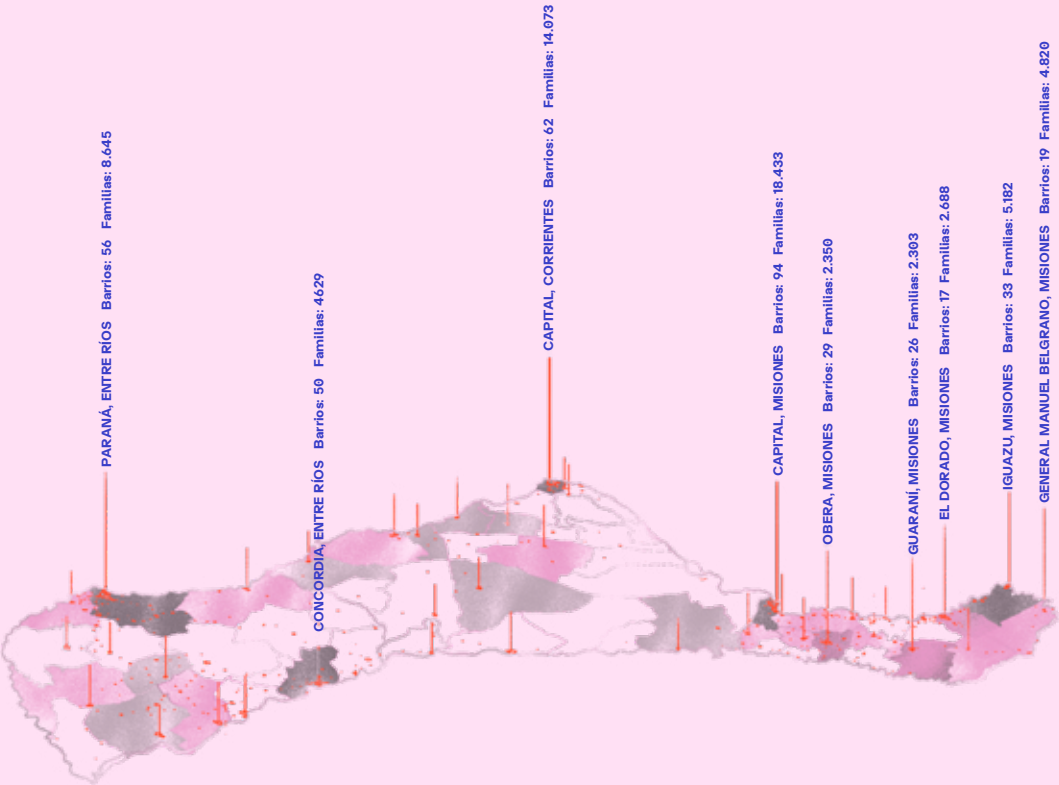 PARANÁ, ENTRE RÍOS Barrios: 56 Familias: 8.645
CONCORDIA, ENTRE RÍOS Barrios: 50 Familias: 4629
CAPITAL, CORRIENTES Barrios: 62 Familias: 14.073
CAPITAL, MISIONES Barrios: 94 Familias: 18.433
OBERA, MISIONES Barrios: 29 Familias: 2.350
GUARANÍ, MISIONES Barrios: 26 Familias: 2.303
EL DORADO, MISIONES Barrios: 17 Familias: 2.688
IGUAZU, MISIONES Barrios: 33 Familias: 5.182
GENERAL MANUEL BELGRANO, MISIONES Barrios: 19 Familias: 4.820